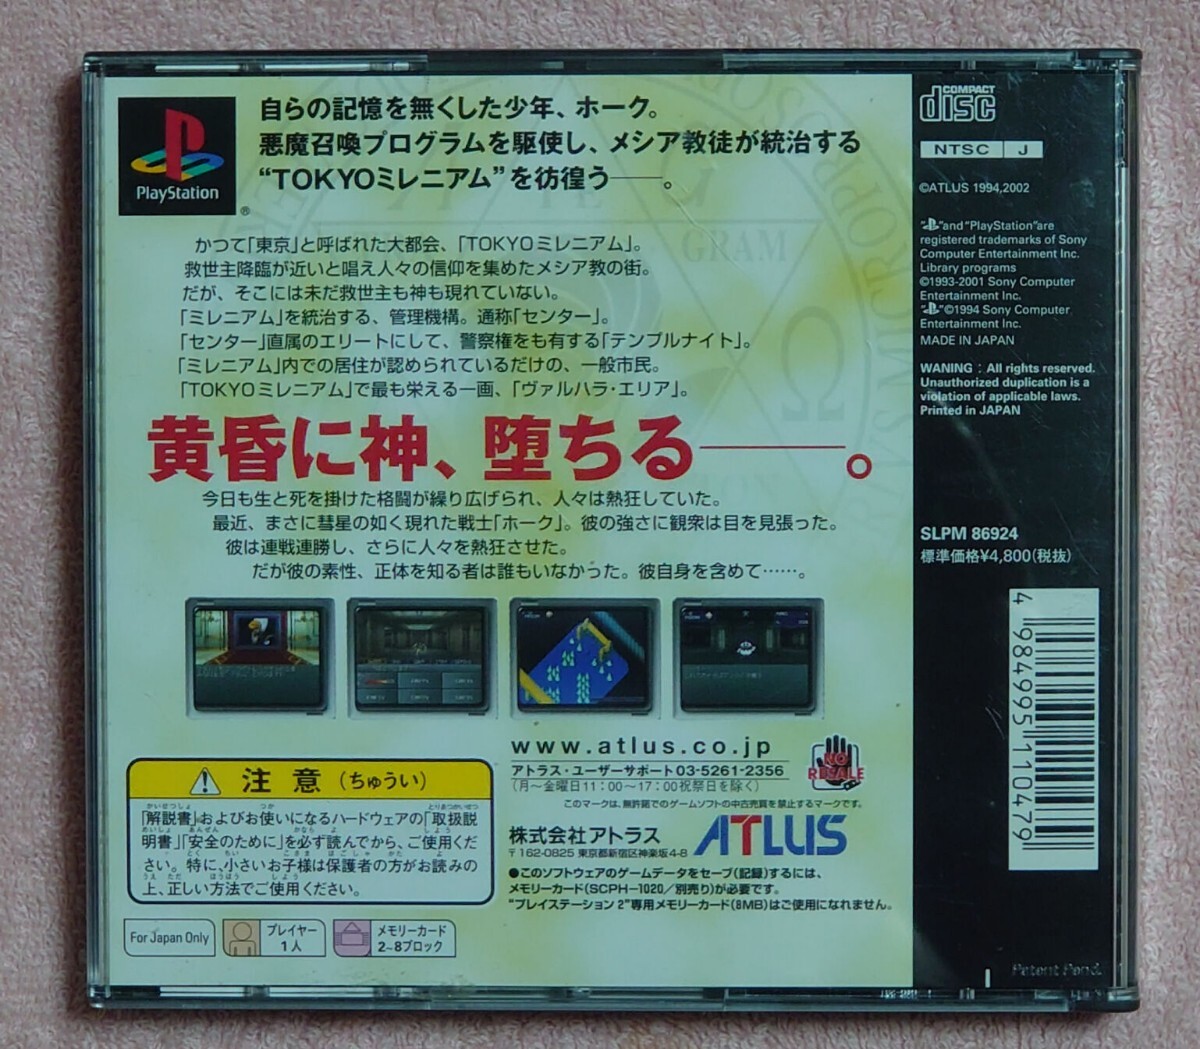 PlayStation
®
自らの記憶を無くした少年、ホーク。
悪魔召喚プログラムを駆使し、メシア教徒が統治する
“TOKYOミレニアム”を彷徨う──。
かつて「東京」と呼ばれた大都会、「TOKYOミレニアム」。
救世主降臨が近いと唱え人々の信仰を集めたメシア教の街。
だが、そこには未だ救世主も神も現れていない。
「ミレニアム」を統治する、管理機構。通称「センター」。
「センター」直属のエリートにして、警察権をも有する「テンプルナイト」。
「ミレニアム」内での居住が認められているだけの、一般市民。
「TOKYOミレニアム」で最も栄える一画、「ヴァルハラ・エリア」。
黄昏に神、堕ちる──。
今日も生と死を掛けた格闘が繰り広げられ、人々は熱狂していた。
最近、まさに彗星の如く現れた戦士「ホーク」。彼の強さに観衆は目を見張った。
彼は連戦連勝し、さらに人々を熱狂させた。
だが彼の素性、正体を知る者は誰もいなかった。彼自身を含めて……。
GRAM
Ω
注意(ちゅうい)
「解説書」およびお使いになるハードウェアの「取扱説
明書」「安全のために」を必ず読んでから、ご使用くだ
さい。特に、小さいお子様は保護者の方がお読みの
上、正しい方法でご使用ください。
For Japan Only
プレイヤー
1人
メモリーカード
2~8ブロック
www.atlus.co.jp
アトラス・ユーザーサポート03-5261-2356
(月~金曜日11:00~17:00祝祭日を除く)
NO
RESALE
このマークは、無許諾でのゲームソフトの中古売買を禁止するマークです。
株式会社アトラス
〒162-0825 東京都新宿区神楽坂4-8
ATLUS
●このソフトウェアのゲームデータをセーブ(記録)するには、
メモリーカード(SCPH-1020/別売り)が必要です。
“プレイステーション 2”専用メモリーカード(8MB)はご使用になれません。
COMPACT
disc
NTSC J
©ATLUS 1994,2002
“ ”and “PlayStation”are
registered trademarks of Sony
Computer Entertainment Inc.
Library programs
©1993-2001 Sony Computer
Entertainment Inc.
“ ”©1994 Sony Computer
Entertainment Inc.
MADE IN JAPAN
WANING : All rights reserved.
Unauthorized duplication is a
violation of applicable laws.
Printed in JAPAN
SLPM 86924
標準価格¥4,800(税抜)
4 984995 110479
Patent Pend.